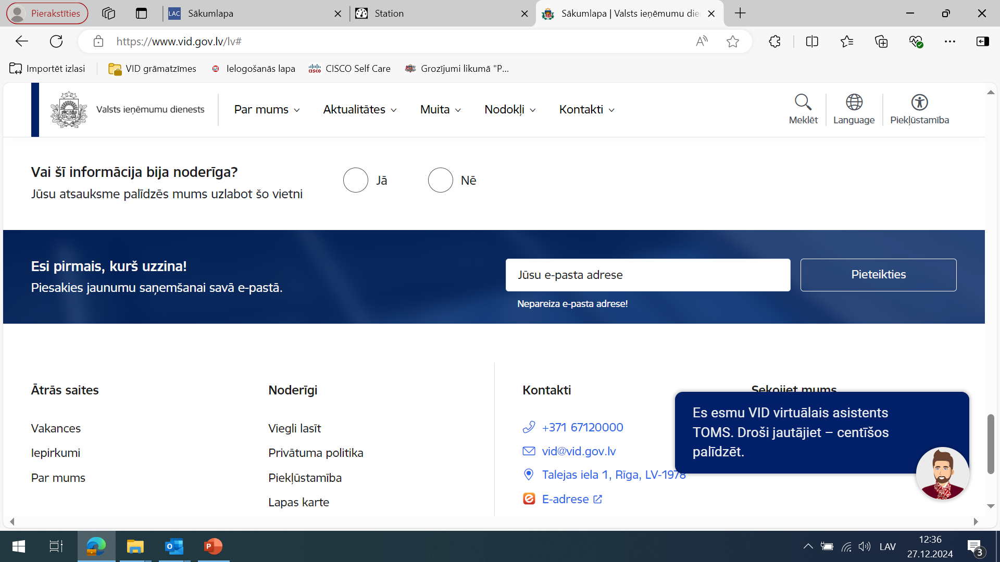 Pierakstīties
LAC Sākumlapa
Station
Sākumlapa | Valsts ieņēmumu die
https://www.vid.gov.lv/lv#
Importēt izlasi
VID grāmatzīmes
Ielogošanās lapa
CISCO Self Care
Grozījumi likumā "P...
Valsts ieņēmumu dienests
Par mums
Aktualitātes
Muita
Nodokļi
Kontakti
Meklēt
Language
Piekļūstamība
Vai šī informācija bija noderīga?
Jūsu atsauksme palīdzēs mums uzlabot šo vietni
Jā
Nē
Esi pirmais, kurš uzzina!
Piesakies jaunumu saņemšanai savā e-pastā.
Jūsu e-pasta adrese
Pieteikties
Nepareiza e-pasta adrese!
Ātrās saites
Vakances
Iepirkumi
Par mums
Noderīgi
Viegli lasīt
Privātuma politika
Piekļūstamība
Lapas karte
Kontakti
+371 67120000
vid@vid.gov.lv
Talejas iela 1, Rīga, LV-1978
E-adrese
Sekojiet mums
Es esmu VID virtuālais asistents
TOMS. Droši jautājiet – centīšos
palīdzēt.
LAV
12:36
27.12.2024
3